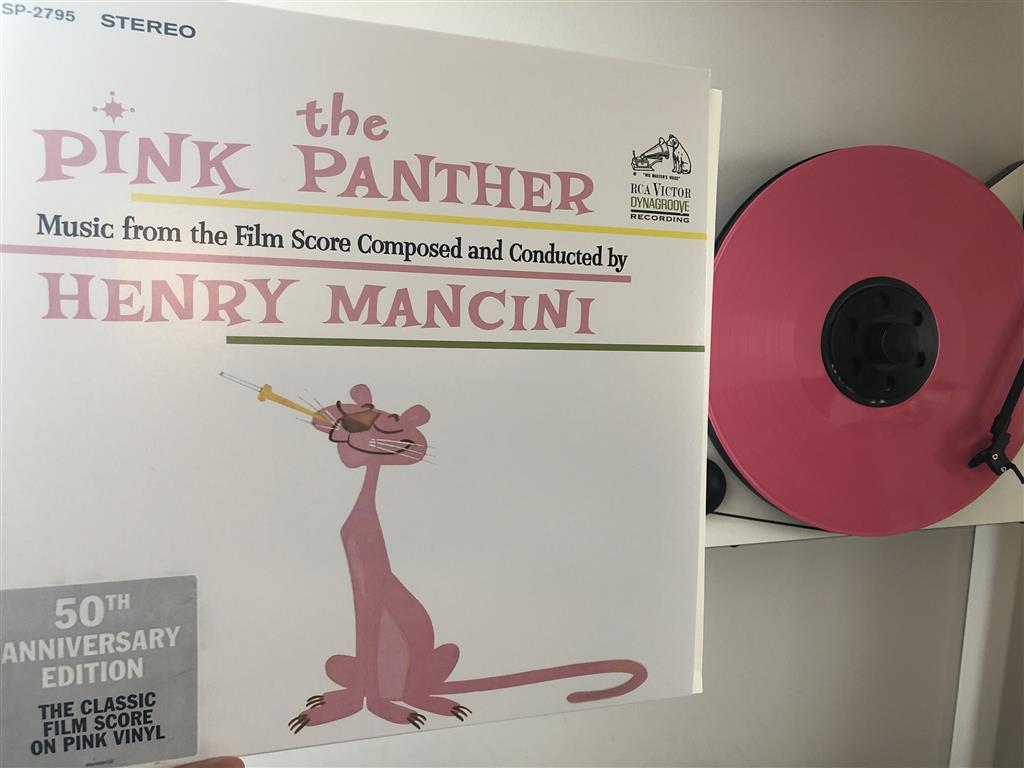 SP-2795 STEREO
the
PINK PANTHER
"HIS MASTER'S VOICE"
RCA VICTOR
DYNAGROOVE
RECORDING
Music from the Film Score Composed and Conducted by
HENRY MANCINI
50TH
ANNIVERSARY
EDITION
THE CLASSIC
FILM SCORE
ON PINK VINYL